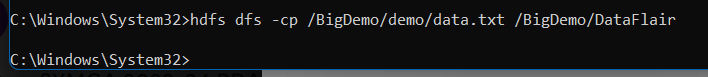 C:\Windows\System32>hdfs dfs -cp /BigDemo/demo/data.txt /BigDemo/DataFlair
C:\Windows\System32>